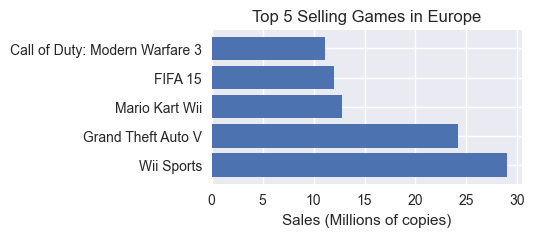 Top 5 Selling Games in Europe
Call of Duty: Modern Warfare 3
FIFA 15
Mario Kart Wii
Grand Theft Auto V
Wii Sports
0 5 10 15 20 25 30
Sales (Millions of copies)